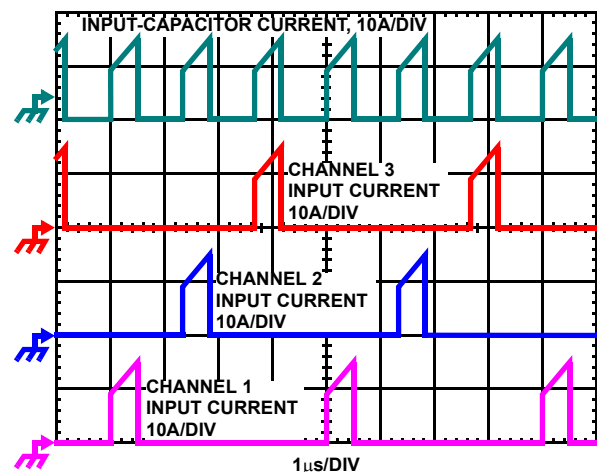 INPUT-CAPACITOR CURRENT, 10A/DIV
CHANNEL 3
INPUT CURRENT
10A/DIV
CHANNEL 2
INPUT CURRENT
10A/DIV
CHANNEL 1
INPUT CURRENT
10A/DIV
1μs/DIV